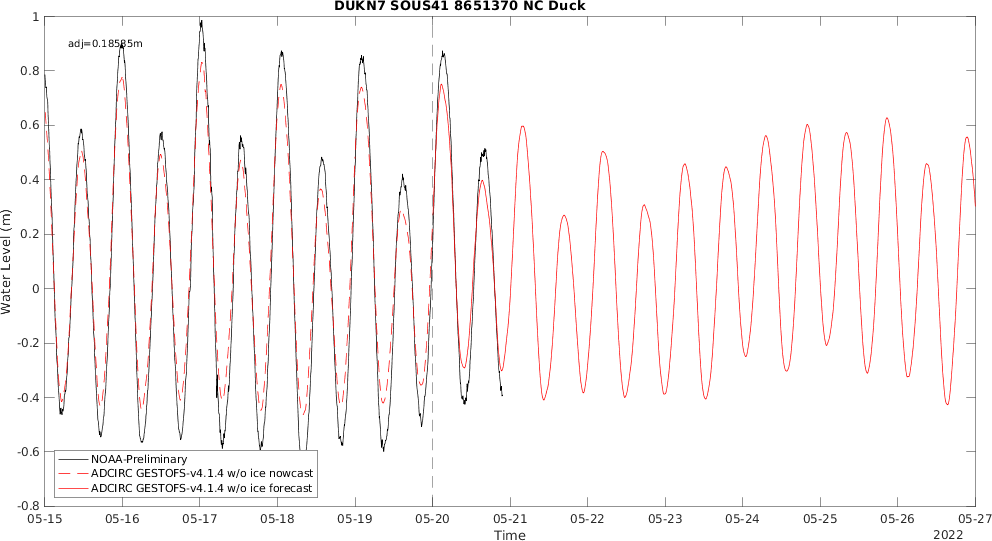 DUKN7 SOUS41 8651370 NC Duck
adj=0.18585m
Water Level (m)
1
0.8
0.6
0.4
0.2
0
-0.2
-0.4
-0.6
-0.8
NOAA-Preliminary
ADCIRC GESTOFS-v4.1.4 w/o ice nowcast
ADCIRC GESTOFS-v4.1.4 w/o ice forecast
05-15 05-16 05-17 05-18 05-19 05-20 05-21 05-22 05-23 05-24 05-25 05-26 05-27
Time
2022